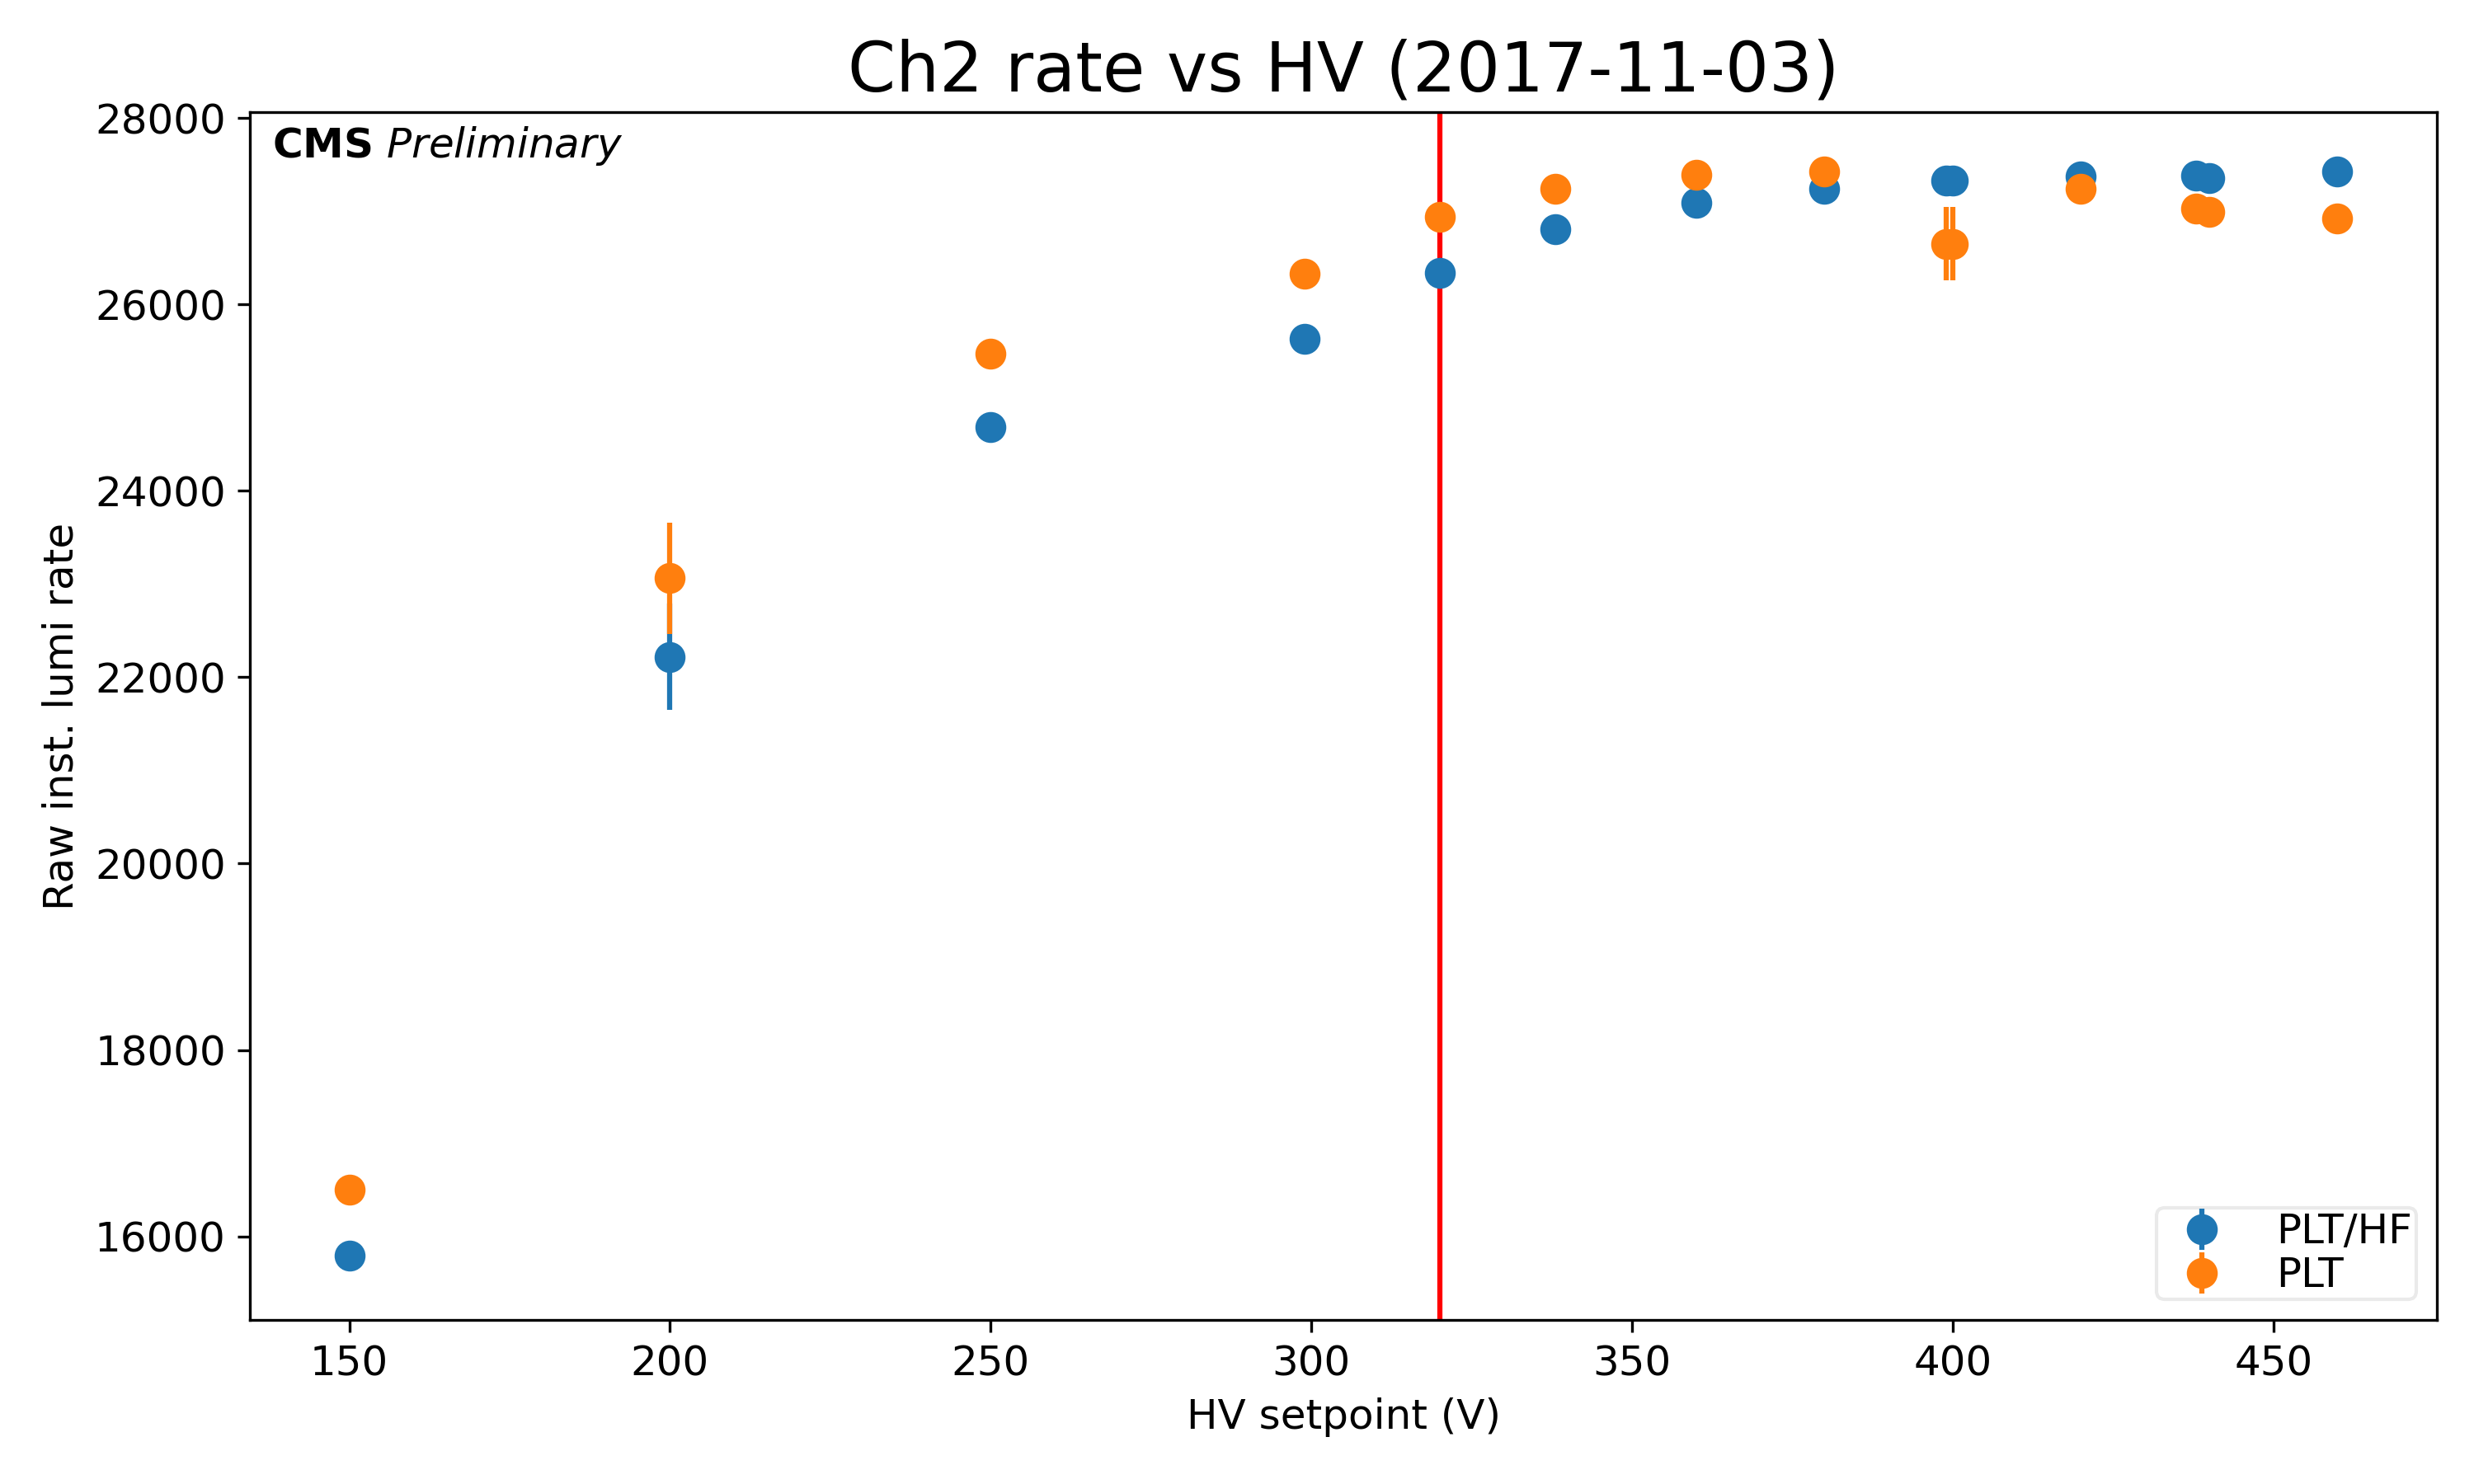 Ch2 rate vs HV (2017-11-03)
CMS Preliminary
28000
26000
24000
22000
20000
18000
16000
Raw inst. lumi rate
PLT/HF
PLT
150 200 250 300 350 400 450
HV setpoint (V)